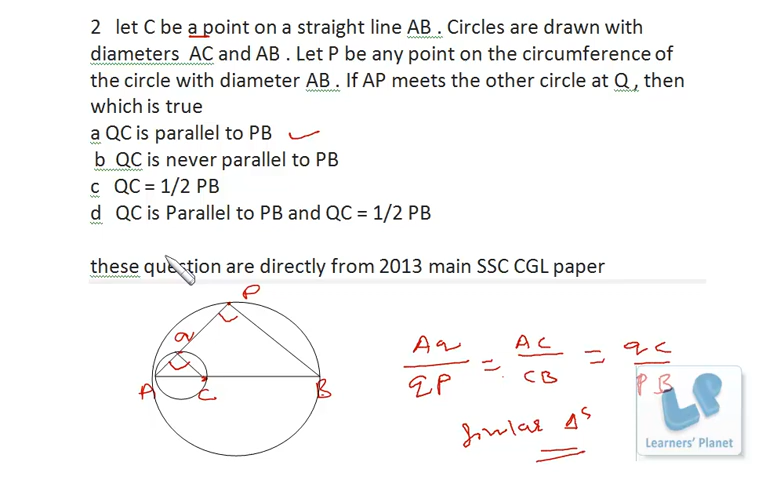 2 let C be a point on a straight line AB . Circles are drawn with
diameters AC and AB . Let P be any point on the circumference of
the circle with diameter AB . If AP meets the other circle at Q , then
which is true
a QC is parallel to PB
b QC is never parallel to PB
c QC = 1/2 PB
d QC is Parallel to PB and QC = 1/2 PB
these question are directly from 2013 main SSC CGL paper
P
Q
A C B
AQ/QP = AC/CB = QC/PB
Similar Δs
LP
Learners' Planet